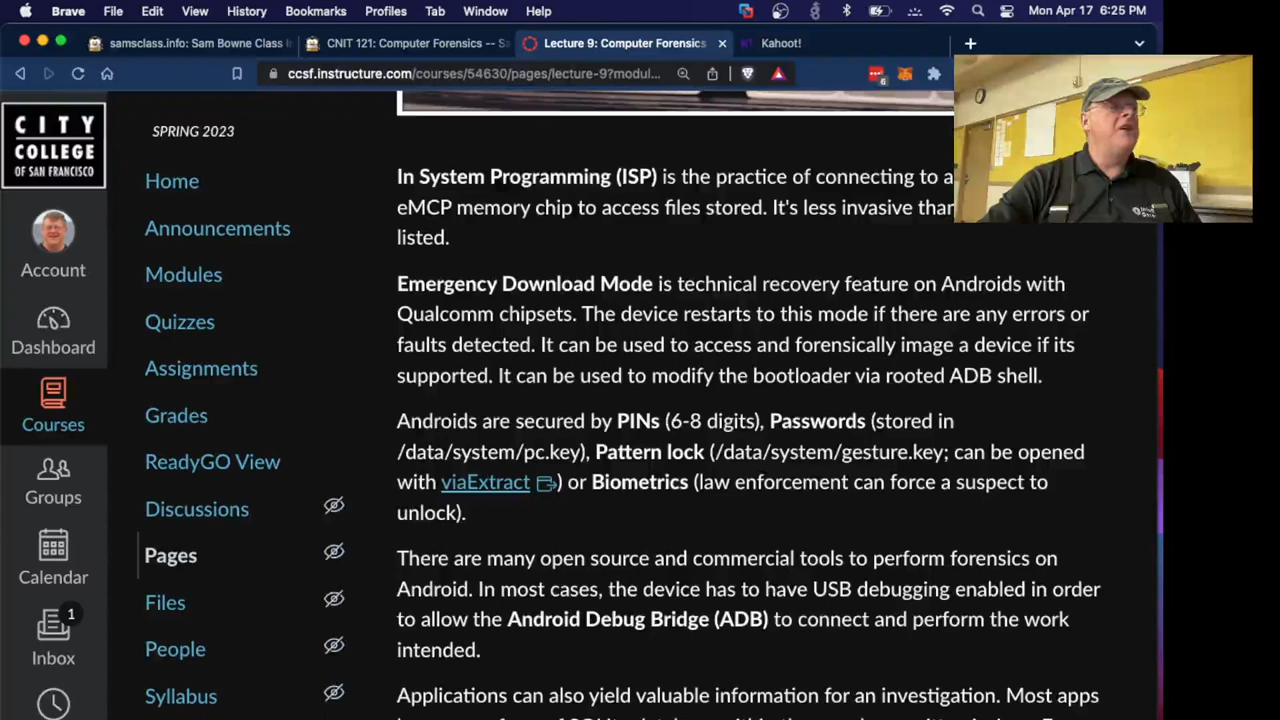 Brave File Edit View History Bookmarks Profiles Tab Window Help Mon Apr 17 6:25 PM
samsclass.info: Sam Bowne Class I CNIT 121: Computer Forensics -- S Lecture 9: Computer Forensics Kahoot!
ccsf.instructure.com/courses/54630/pages/lecture-9?modul...
CITY
COLLEGE
OF SAN FRANCISCO
Account
Dashboard
Courses
Groups
Calendar
1
Inbox
SPRING 2023
Home
Announcements
Modules
Quizzes
Assignments
Grades
ReadyGO View
Discussions
Pages
Files
People
Syllabus
In System Programming (ISP) is the practice of connecting to a
eMCP memory chip to access files stored. It's less invasive than
listed.
Emergency Download Mode is technical recovery feature on Androids with
Qualcomm chipsets. The device restarts to this mode if there are any errors or
faults detected. It can be used to access and forensically image a device if its
supported. It can be used to modify the bootloader via rooted ADB shell.
Androids are secured by PINs (6-8 digits), Passwords (stored in
/data/system/pc.key), Pattern lock (/data/system/gesture.key; can be opened
with viaExtract) or Biometrics (law enforcement can force a suspect to
unlock).
There are many open source and commercial tools to perform forensics on
Android. In most cases, the device has to have USB debugging enabled in order
to allow the Android Debug Bridge (ADB) to connect and perform the work
intended.
Applications can also yield valuable information for an investigation. Most apps